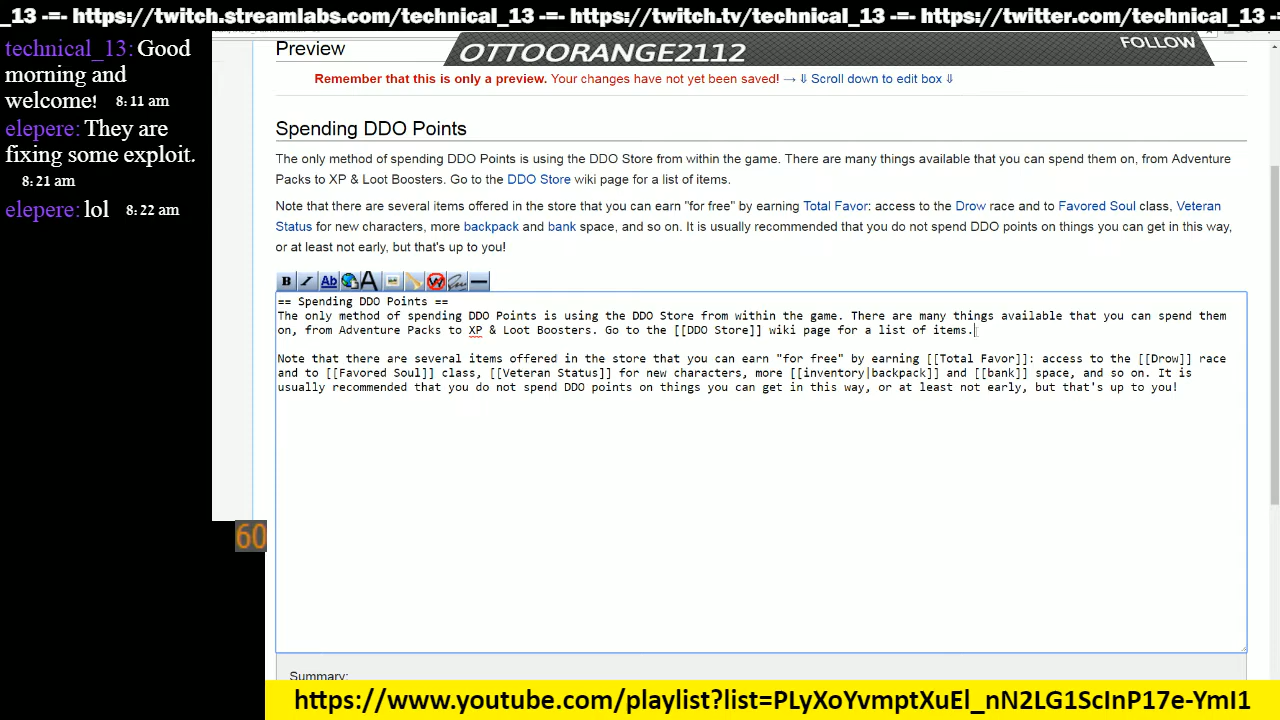 _13 -=- https://twitch.streamlabs.com/technical_13 -=- https://twitch.tv/technical_13 -=- https://twitter.com/technical_13 -=-
technical_13: Good
morning and
welcome! 8:11 am
elepere: They are
fixing some exploit.
8:21 am
elepere: lol 8:22 am
OTTOORANGE2112
FOLLOW
Preview
Remember that this is only a preview. Your changes have not yet been saved! → ⇓ Scroll down to edit box ⇓
Spending DDO Points
The only method of spending DDO Points is using the DDO Store from within the game. There are many things available that you can spend them on, from Adventure
Packs to XP & Loot Boosters. Go to the DDO Store wiki page for a list of items.
Note that there are several items offered in the store that you can earn "for free" by earning Total Favor: access to the Drow race and to Favored Soul class, Veteran
Status for new characters, more backpack and bank space, and so on. It is usually recommended that you do not spend DDO points on things you can get in this way,
or at least not early, but that's up to you!
B I Ab A W
== Spending DDO Points ==
The only method of spending DDO Points is using the DDO Store from within the game. There are many things available that you can spend them
on, from Adventure Packs to XP & Loot Boosters. Go to the [[DDO Store]] wiki page for a list of items.
Note that there are several items offered in the store that you can earn "for free" by earning [[Total Favor]]: access to the [[Drow]] race
and to [[Favored Soul]] class, [[Veteran Status]] for new characters, more [[inventory|backpack]] and [[bank]] space, and so on. It is
usually recommended that you do not spend DDO points on things you can get in this way, or at least not early, but that's up to you!
60
Summary:
https://www.youtube.com/playlist?list=PLyXoYvmptXuEl_nN2LG1ScInP17e-YmI1